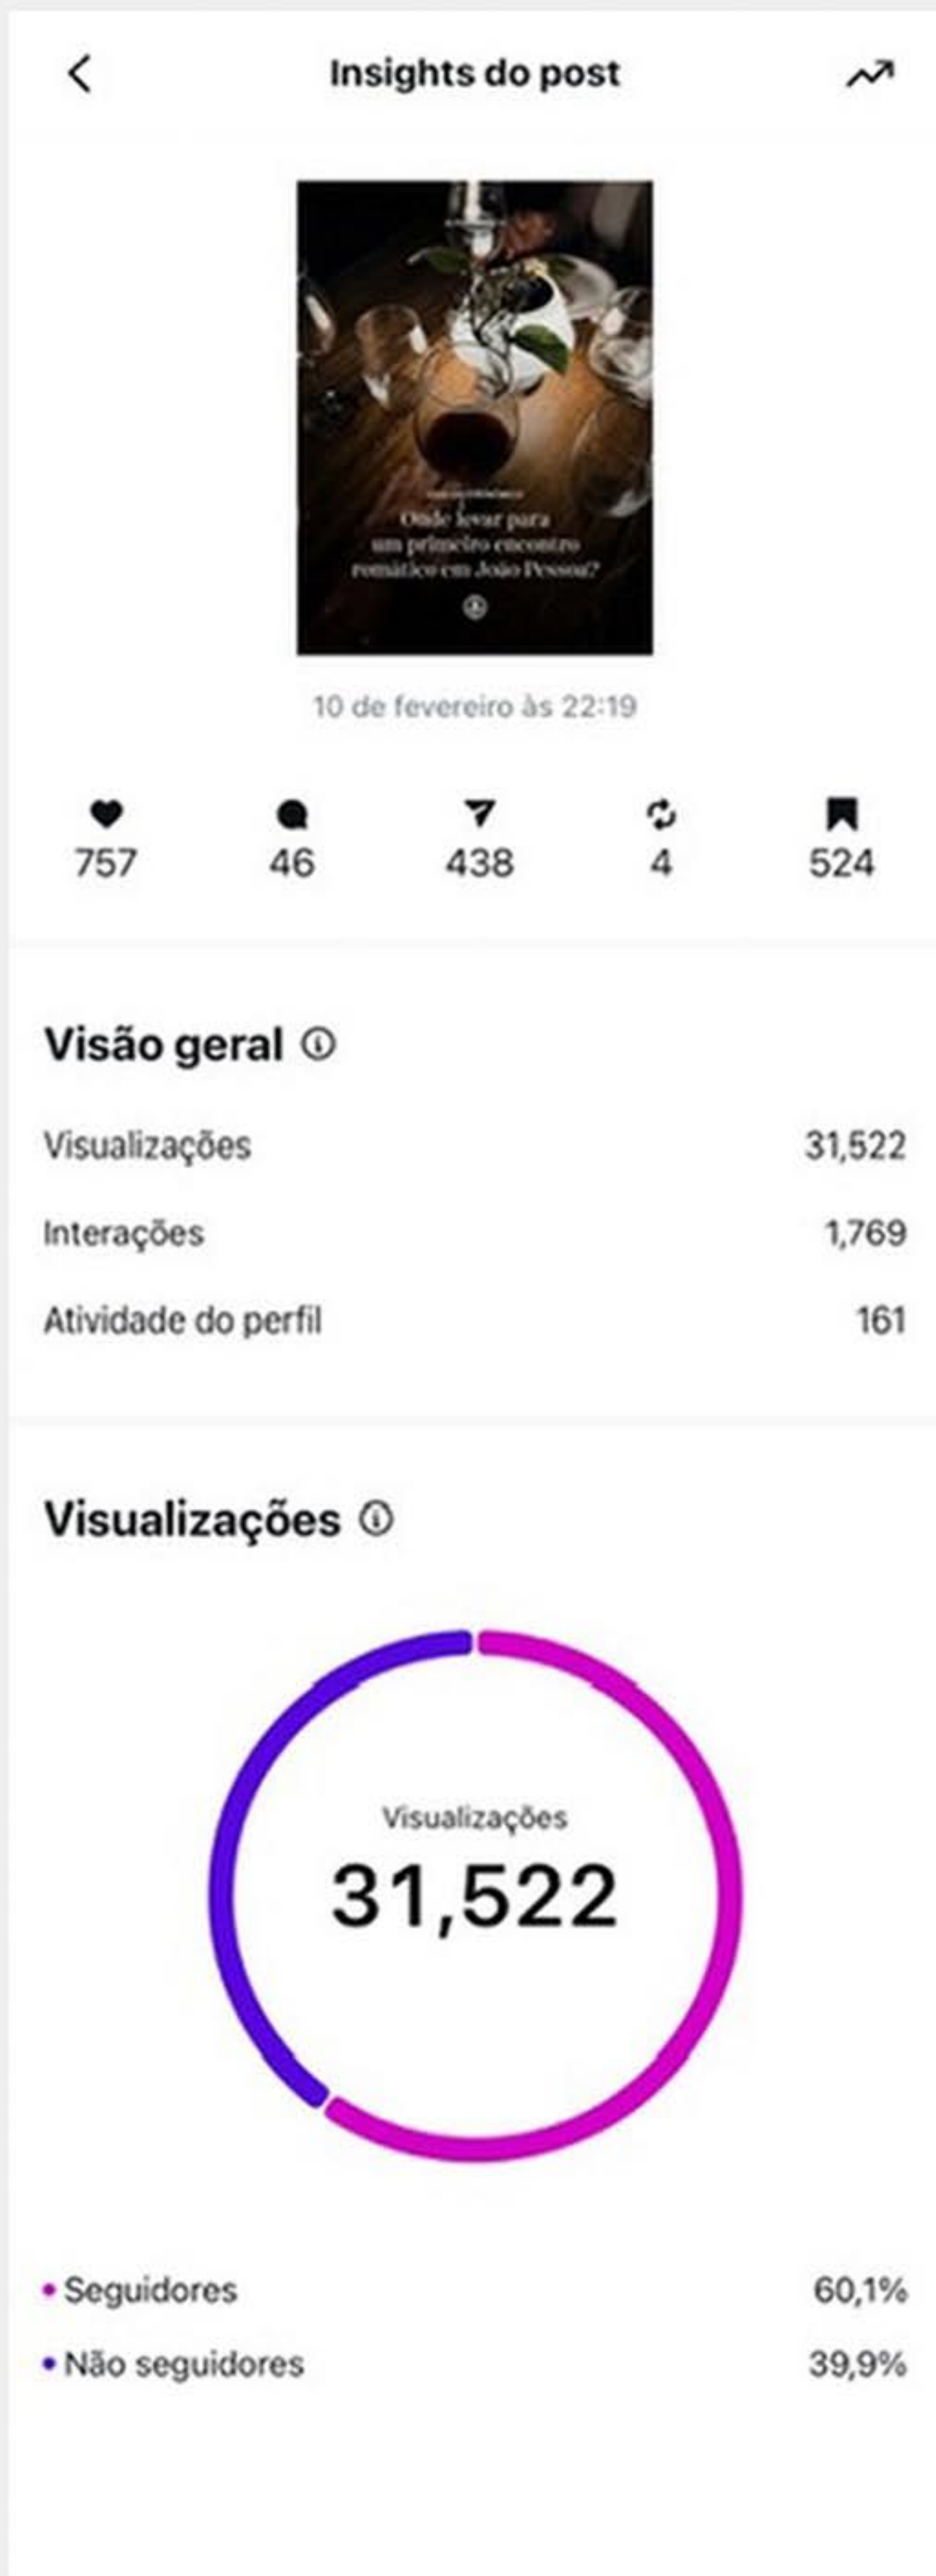 Insights do post
Onde levar para
um primeiro encontro
romático em João Pessoa?
10 de fevereiro às 22:19
757 46 438 4 524
Visão geral
Visualizações 31,522
Interações 1,769
Atividade do perfil 161
Visualizações
Visualizações
31,522
Seguidores 60,1%
Não seguidores 39,9%